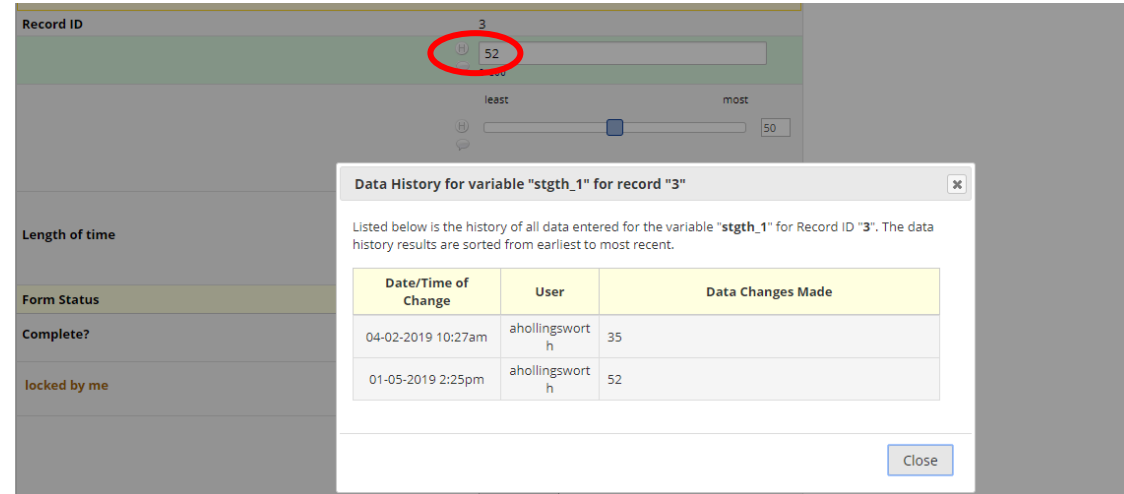 Record ID 3
H 52
least most
H 50
Data History for variable "stgth_1" for record "3"
Listed below is the history of all data entered for the variable "stgth_1" for Record ID "3". The data
history results are sorted from earliest to most recent.
Length of time
Date/Time of
Change
User
Data Changes Made
Form Status
04-02-2019 10:27am
ahollingswort
h
35
Complete?
01-05-2019 2:25pm
ahollingswort
h
52
locked by me
Close